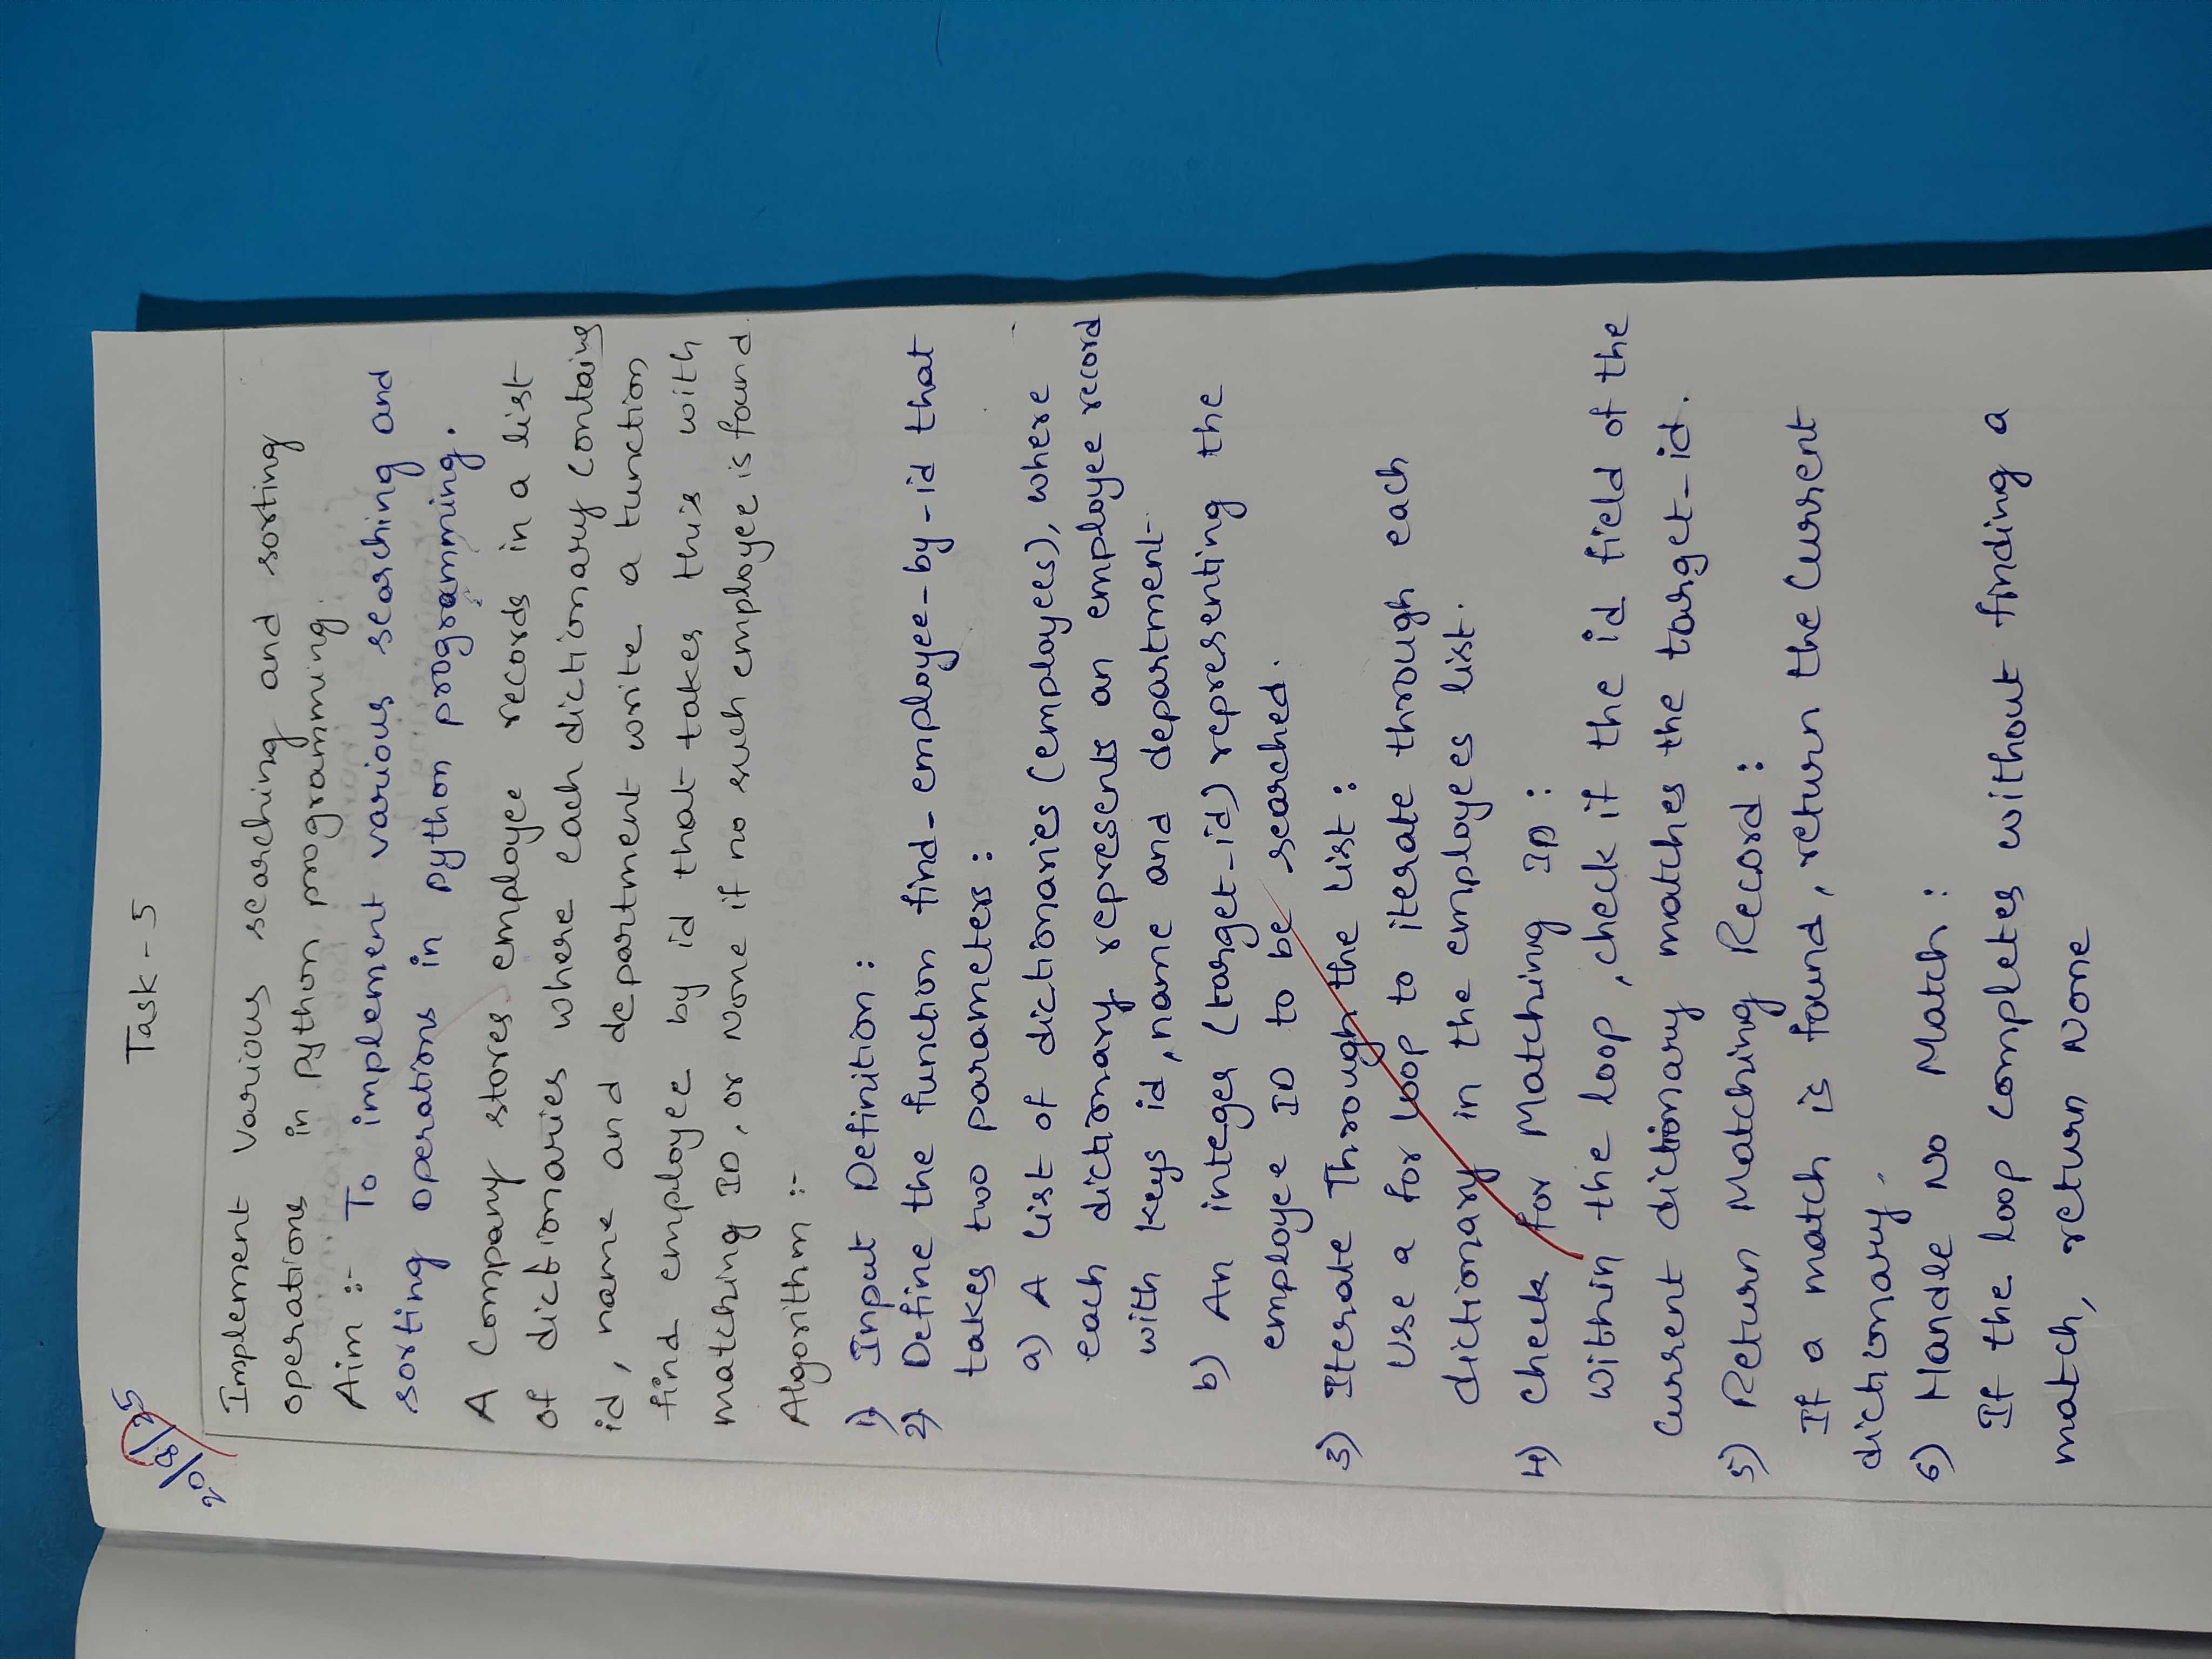 20/8/25
Task - 5
Implement various searching and sorting
operations in python programming.
Aim :- To implement various searching and
sorting operations in python programming.
A Company stores employee records in a list
of dictionaries where each dictionary contains
id, name and department write a function
find employee by id that takes this with
matching ID, or None if no such employee is found.
Algorithm :-
1) Input Definition :
2) Define the function find_employee_by_id that
takes two parameters :
a) A list of dictionaries (employees), where
each dictionary represents an employee record
with keys id, name and department.
b) An integer (target_id) representing the
employee ID to be searched.
3) Iterate Through the list :
Use a for loop to iterate through each
dictionary in the employees list.
4) Check for Matching ID :
Within the loop, check if the id field of the
current dictionary matches the target_id.
5) Return Matching Record :
If a match is found, return the current
dictionary.
6) Handle No Match :
If the loop completes without finding a
match, return None